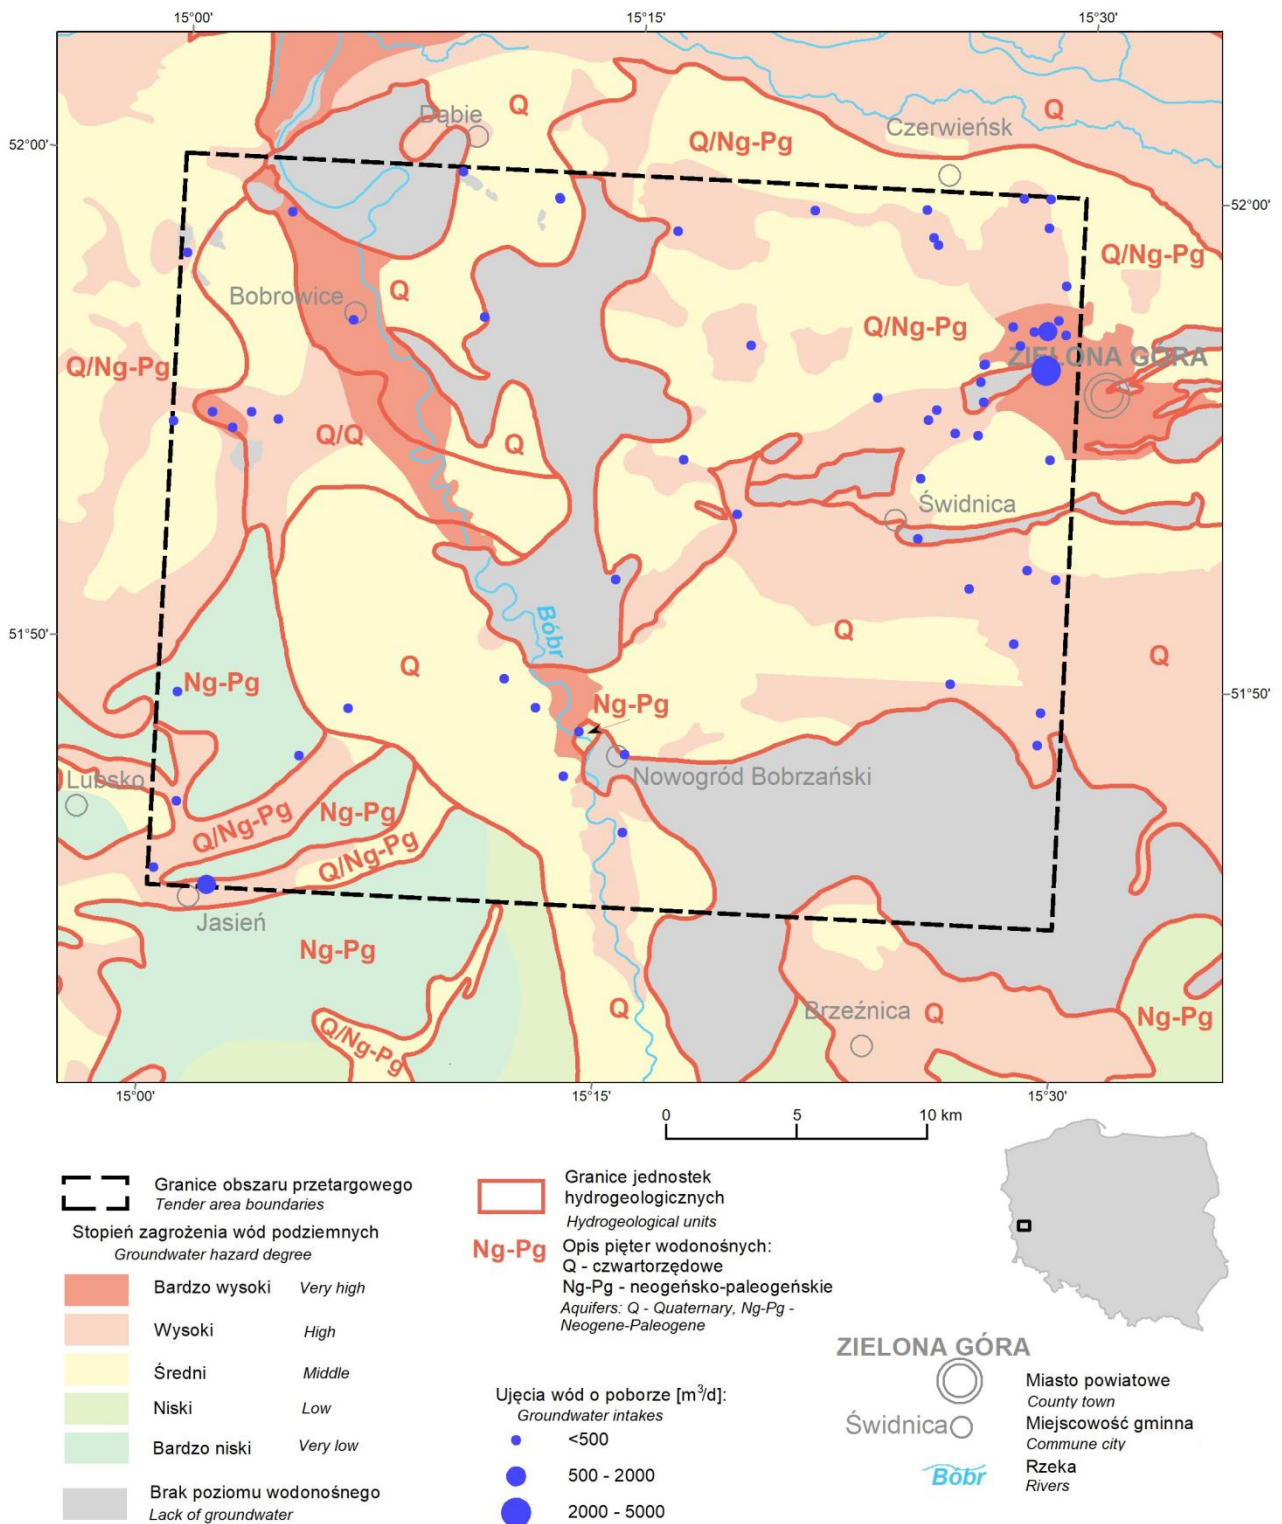 15°00' 15°15' 15°30'
Q
Dąbie
Q
Czerwieńsk
52°00'
Q/Ng-Pg
52°00'
Q/Ng-Pg
Bobrowice
Q
Q/Ng-Pg
Q/Ng-Pg
ZIELONA GÓRA
Q/Q
Q
Świdnica
Bóbr
51°50'
Q
Q
Q
Ng-Pg
Ng-Pg
51°50'
Lubsko
Nowogród Bobrzański
Q/Ng-Pg
Ng-Pg
Q/Ng-Pg
Jasień
Ng-Pg
Q
Brzeźnica
Q
Ng-Pg
Q/Ng-Pg
15°00' 15°15' 15°30'
0 5 10 km
Granice obszaru przetargowego
Tender area boundaries
Stopień zagrożenia wód podziemnych
Groundwater hazard degree
Bardzo wysoki Very high
Wysoki High
Średni Middle
Niski Low
Bardzo niski Very low
Brak poziomu wodonośnego
Lack of groundwater
Granice jednostek
hydrogeologicznych
Hydrogeological units
Ng-Pg Opis pięter wodonośnych:
Q - czwartorzędowe
Ng-Pg - neogeńsko-paleogeńskie
Aquifers: Q - Quaternary, Ng-Pg -
Neogene-Paleogene
Ujęcia wód o poborze [m³/d]:
Groundwater intakes
<500
500 - 2000
2000 - 5000
ZIELONA GÓRA
Miasto powiatowe
County town
Świdnica
Miejscowość gminna
Commune city
Bóbr
Rzeka
Rivers